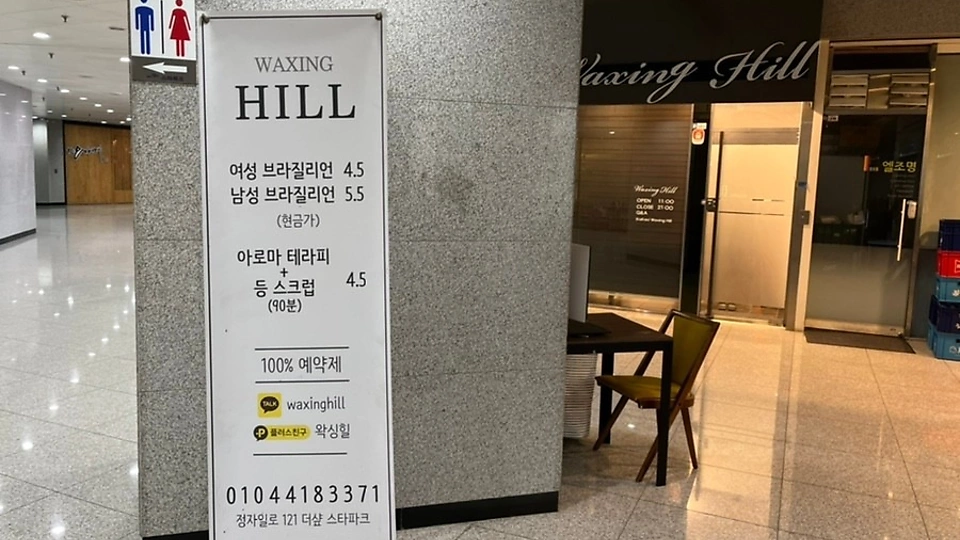 WAXING
HILL
여성 브라질리언 4.5
남성 브라질리언 5.5
(현금가)
아로마 테라피
+
등 스크럽 4.5
(90분)
100% 예약제
TALK waxinghill
플러스친구 왁싱힐
01044183371
정자일로 121 더샾 스타파크
Waxing Hill
Waxing Hill
OPEN 11:00
CLOSE 21:00
Q&A
엘조명